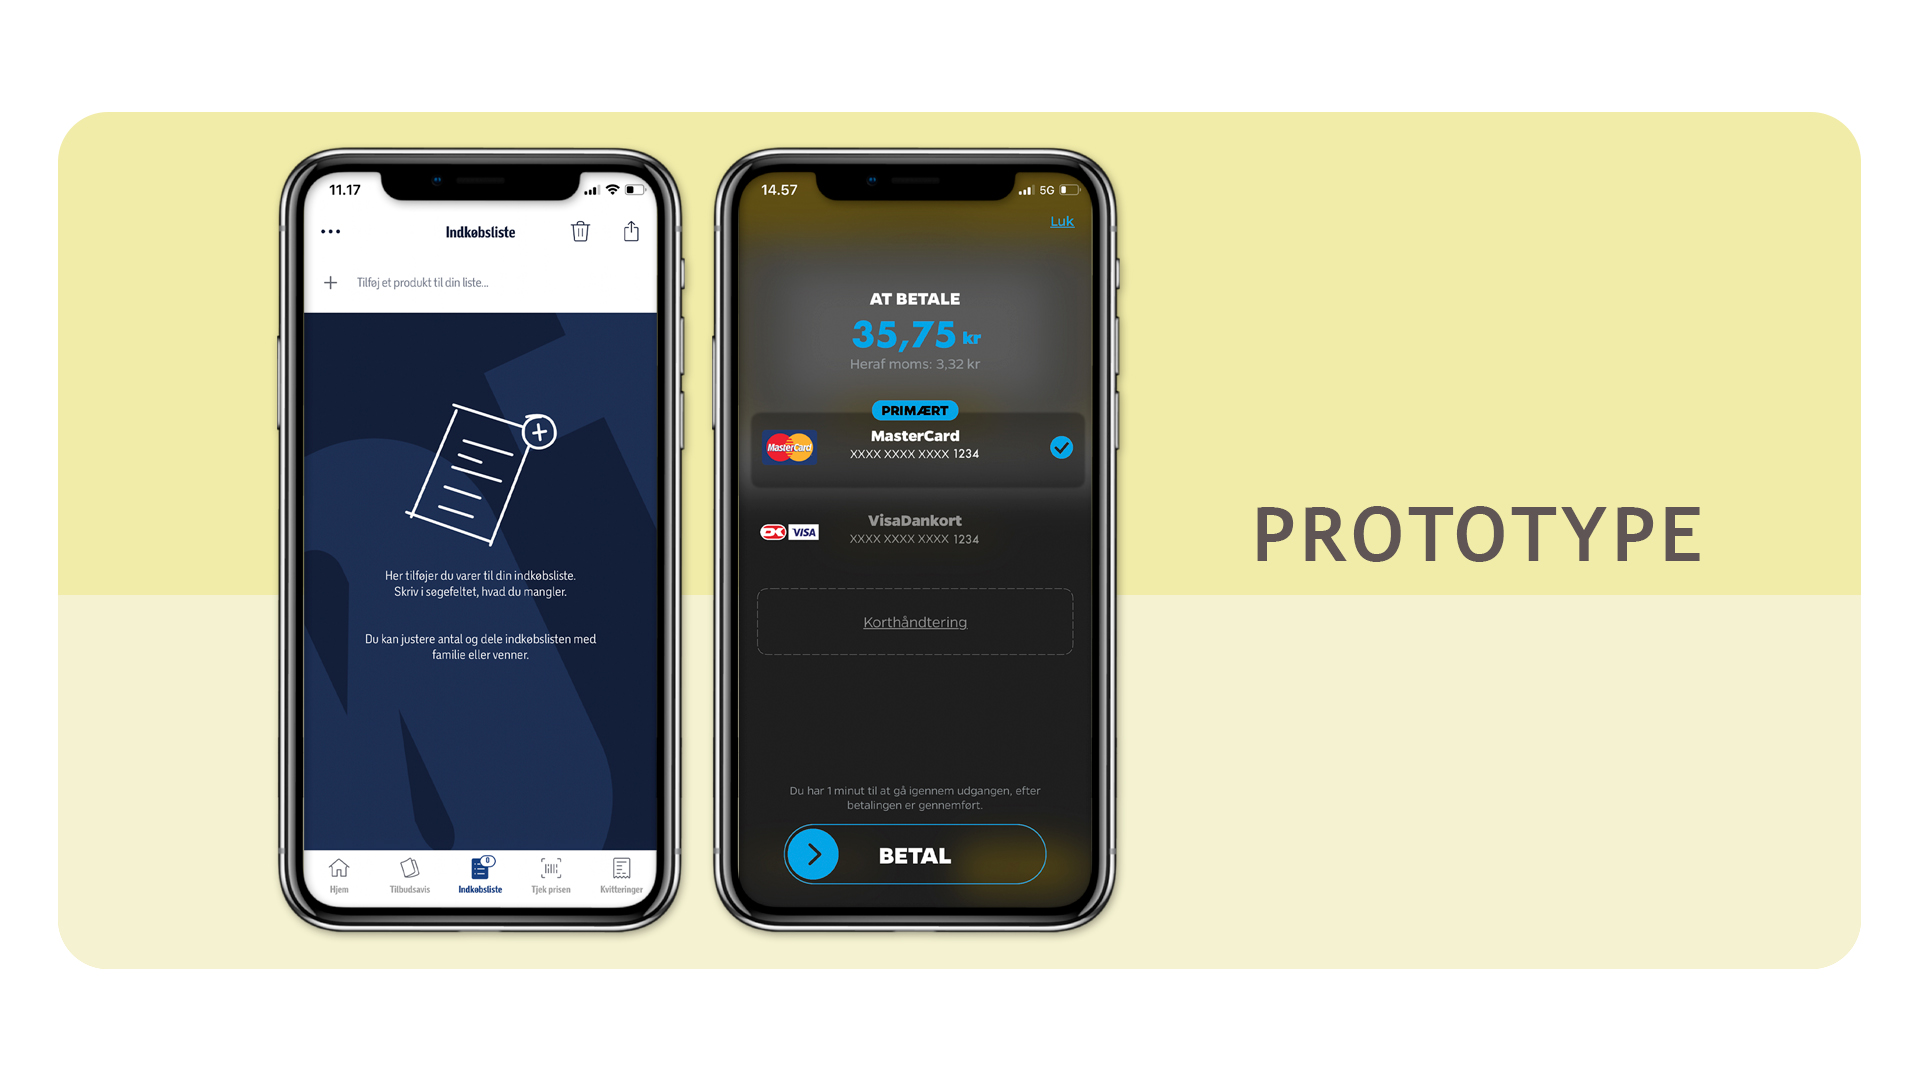 11.17
Indkøbsliste
Tilføj et produkt til din liste...
Her tilføjer du varer til din indkøbsliste.
Skriv i søgefeltet, hvad du mangler.
Du kan justere antal og dele indkøbslisten med
familie eller venner.
0
Hjem
Tilbudsavis
Indkøbsliste
Tjek prisen
Kvitteringer
14.57
5G
Luk
AT BETALE
35,75 kr
Heraf moms: 3,32 kr
PRIMÆRT
MasterCard
MasterCard
XXXX XXXX XXXX 1234
VisaDankort
VISA
XXXX XXXX XXXX 1234
Korthåndtering
Du har 1 minut til at gå igennem udgangen, efter
betalingen er gennemført.
BETAL
PROTOTYPE